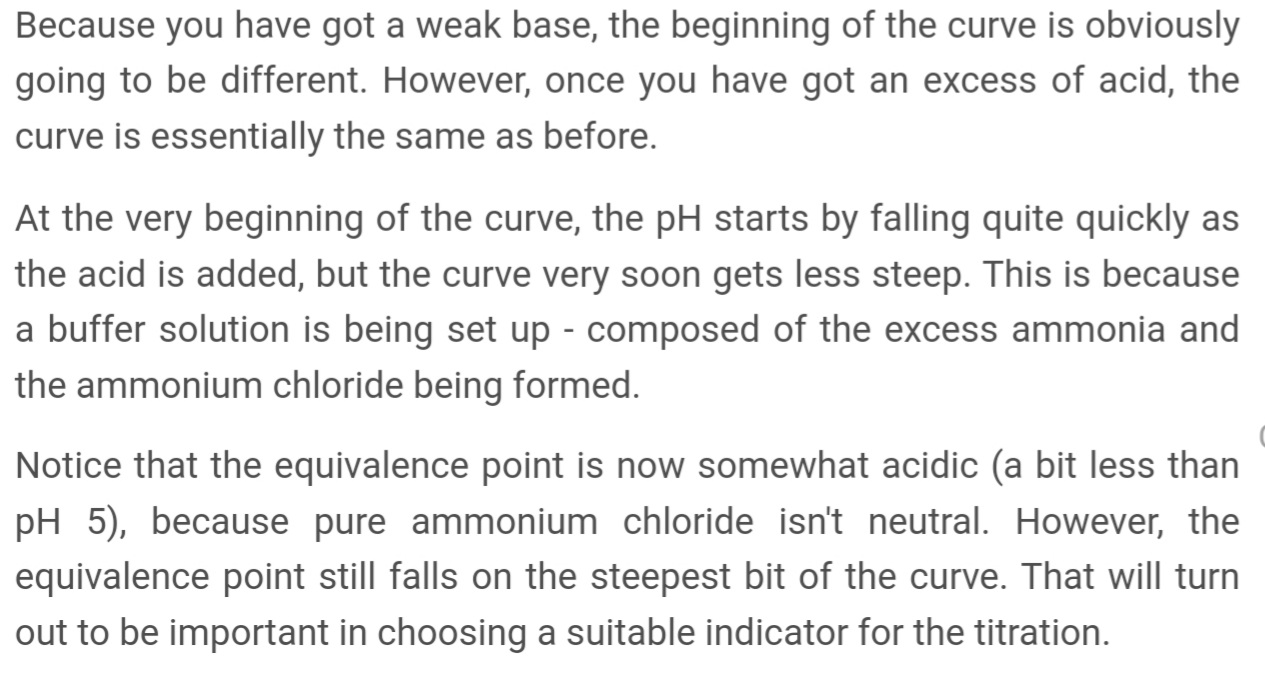 Because you have got a weak base, the beginning of the curve is obviously
going to be different. However, once you have got an excess of acid, the
curve is essentially the same as before.
At the very beginning of the curve, the pH starts by falling quite quickly as
the acid is added, but the curve very soon gets less steep. This is because
a buffer solution is being set up - composed of the excess ammonia and
the ammonium chloride being formed.
Notice that the equivalence point is now somewhat acidic (a bit less than
pH 5), because pure ammonium chloride isn't neutral. However, the
equivalence point still falls on the steepest bit of the curve. That will turn
out to be important in choosing a suitable indicator for the titration.